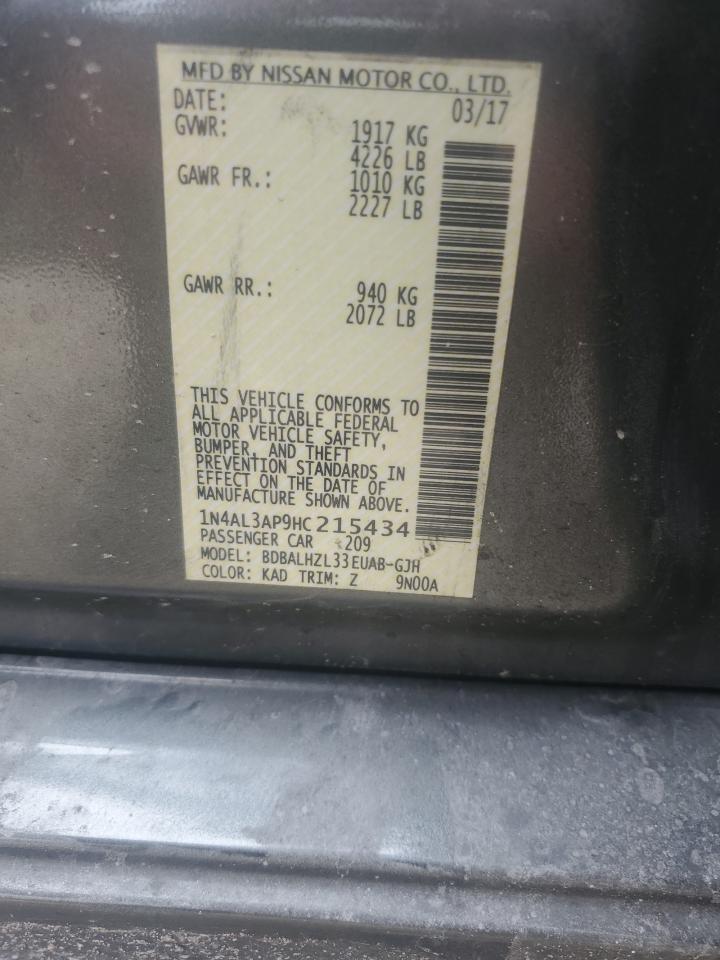 MFD BY NISSAN MOTOR CO., LTD.
DATE: 03/17
GVWR: 1917 KG
4226 LB
GAWR FR.: 1010 KG
2227 LB
GAWR RR.: 940 KG
2072 LB
THIS VEHICLE CONFORMS TO
ALL APPLICABLE FEDERAL
MOTOR VEHICLE SAFETY,
BUMPER, AND THEFT
PREVENTION STANDARDS IN
EFFECT ON THE DATE OF
MANUFACTURE SHOWN ABOVE.
1N4AL3AP9HC215434
PASSENGER CAR 209
MODEL: BDBALHZL33EUAB-GJH
COLOR: KAD TRIM: Z 9N00A